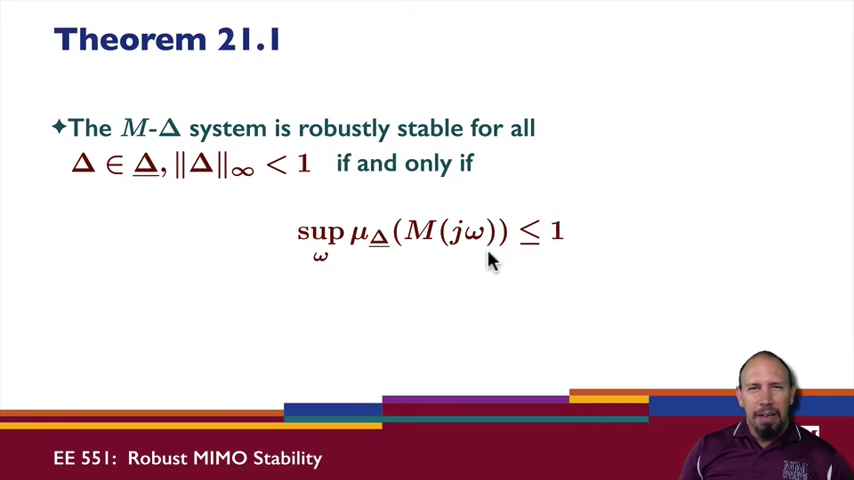 Theorem 21.1
✦The M-Δ system is robustly stable for all
Δ ∈ Δ̲, ‖Δ‖∞ < 1 if and only if
sup μ_Δ̲(M(jω)) ≤ 1
ω
EE 551: Robust MIMO Stability